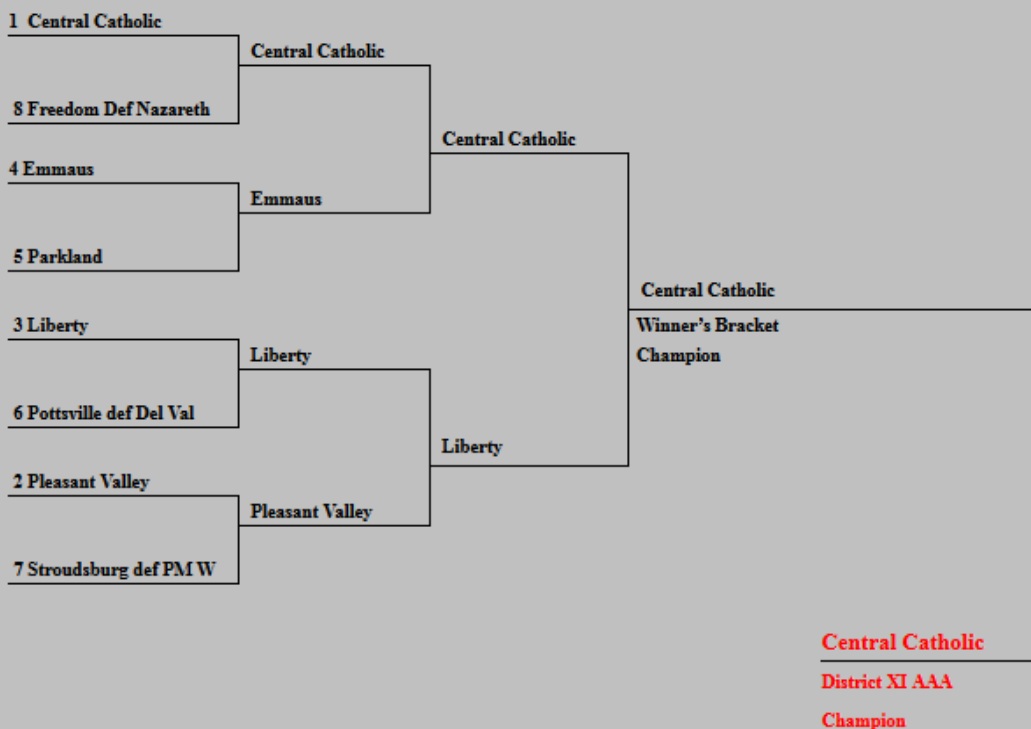 1 Central Catholic
Central Catholic
8 Freedom Def Nazareth
Central Catholic
4 Emmaus
Emmaus
5 Parkland
Central Catholic
3 Liberty
Winner’s Bracket
Liberty
Champion
6 Pottsville def Del Val
Liberty
2 Pleasant Valley
Pleasant Valley
7 Stroudsburg def PM W
Central Catholic
District XI AAA
Champion